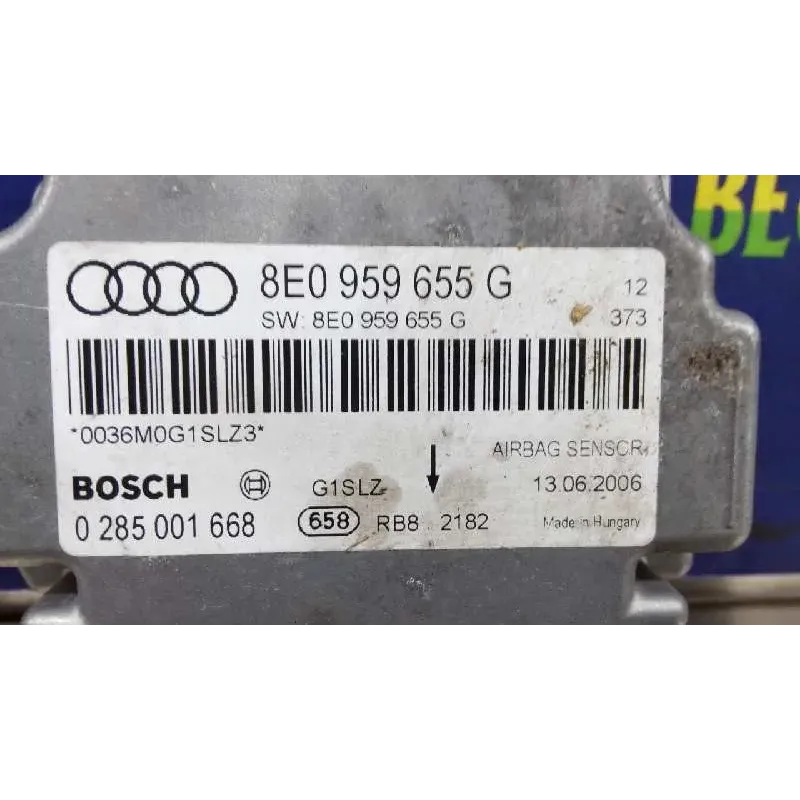 8E0 959 655 G 12
SW: 8E0 959 655 G 373
*0036M0G1SLZ3*
AIRBAG SENSOR
BOSCH G1SLZ 13.06.2006
0 285 001 668 658 RB8 2182 Made in Hungary